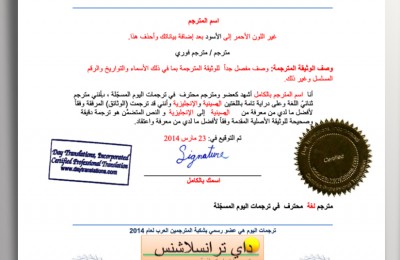 اسم المترجم
غير اللون الأحمر إلى الأسود بعد إضافة بياناتك وأحذف هذا.
مترجم / مترجم فوري
وصف الوثيقة المترجمة: وصف مفصل جداً للوثيقة المترجمة بما في ذلك الأسماء والتواريخ والرقم
المسلسل وغير ذلك.
أنا اسم المترجم بالكامل أشهد كعضو ومترجم محترف في ترجمات اليوم المسجّلة ، بأنني مترجم
ثنائيّ اللغة وعلى دراية تامة باللغتين الصينية والإنجليزية وأنني قد ترجمت (الوثائق) المرفقة وفقاً
لأفضل ما لدي من معرفة من الصينية إلى الإنجليزية و النص المتضمَّن هو ترجمة دقيقة
وصحيحة للوثيقة الأصلية المقدمة وفقاً لأفضل ما لدي من معرفة واعتقاد.
تم التوقيع في: 23 مارس 2014
Signature
Day Translations, Incorporated
Certified Professional Translation
www.daytranslations.com
Certified
اسمك بالكامل
مترجم لغة محترف في ترجمات اليوم المسجّلة
ترجمات اليوم هي عضو رسمي بشبكة المترجمين العرب لعام 2014
داي ترانسلاشنس